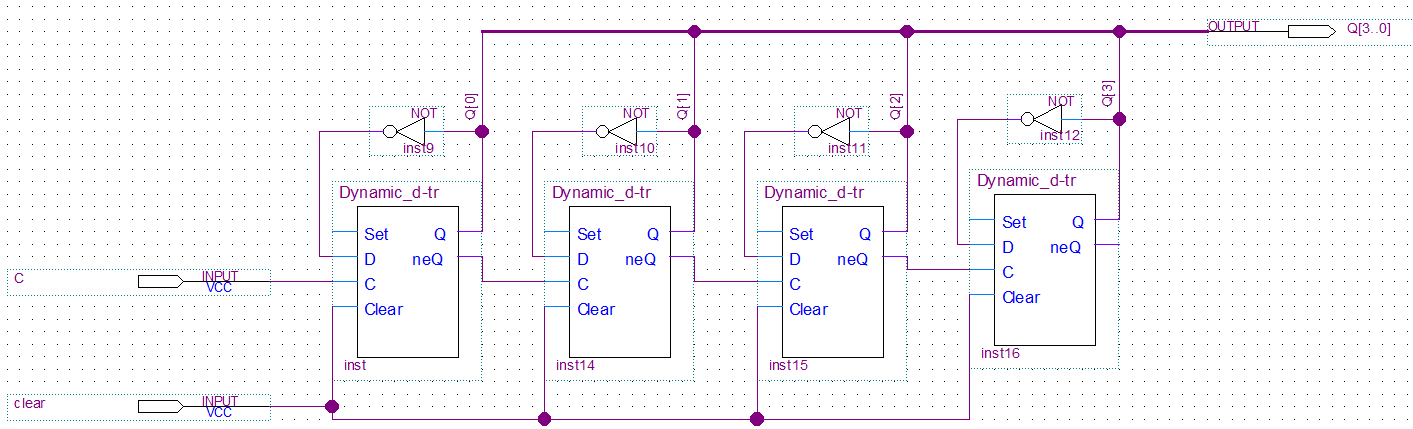 OUTPUT
Q[3..0]
Q[0]
Q[1]
Q[2]
Q[3]
NOT
inst9
NOT
inst10
NOT
inst11
NOT
inst12
Dynamic_d-tr
Set
Q
D
neQ
C
Clear
inst
Dynamic_d-tr
Set
Q
D
neQ
C
Clear
inst14
Dynamic_d-tr
Set
Q
D
neQ
C
Clear
inst15
Dynamic_d-tr
Set
Q
D
neQ
C
Clear
inst16
C
INPUT
VCC
clear
INPUT
VCC